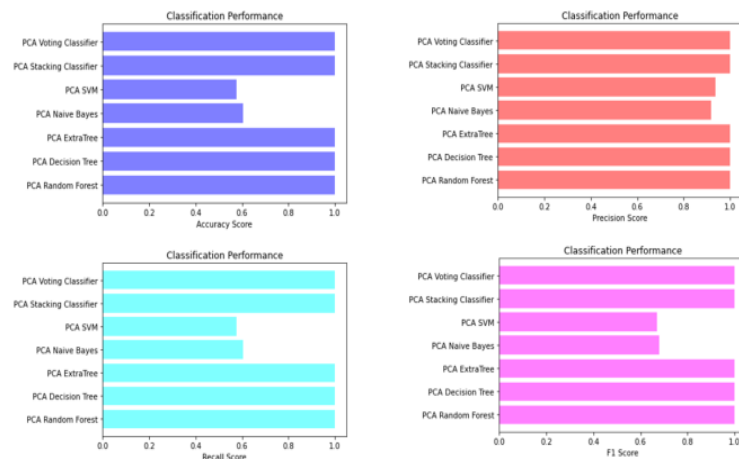 Classification Performance
PCA Voting Classifier
PCA Stacking Classifier
PCA SVM
PCA Naive Bayes
PCA ExtraTree
PCA Decision Tree
PCA Random Forest
0.0 0.2 0.4 0.6 0.8 1.0
Accuracy Score
Classification Performance
PCA Voting Classifier
PCA Stacking Classifier
PCA SVM
PCA Naive Bayes
PCA ExtraTree
PCA Decision Tree
PCA Random Forest
0.0 0.2 0.4 0.6 0.8 1.0
Precision Score
Classification Performance
PCA Voting Classifier
PCA Stacking Classifier
PCA SVM
PCA Naive Bayes
PCA ExtraTree
PCA Decision Tree
PCA Random Forest
0.0 0.2 0.4 0.6 0.8 1.0
Recall Score
Classification Performance
PCA Voting Classifier
PCA Stacking Classifier
PCA SVM
PCA Naive Bayes
PCA ExtraTree
PCA Decision Tree
PCA Random Forest
0.0 0.2 0.4 0.6 0.8 1.0
F1 Score